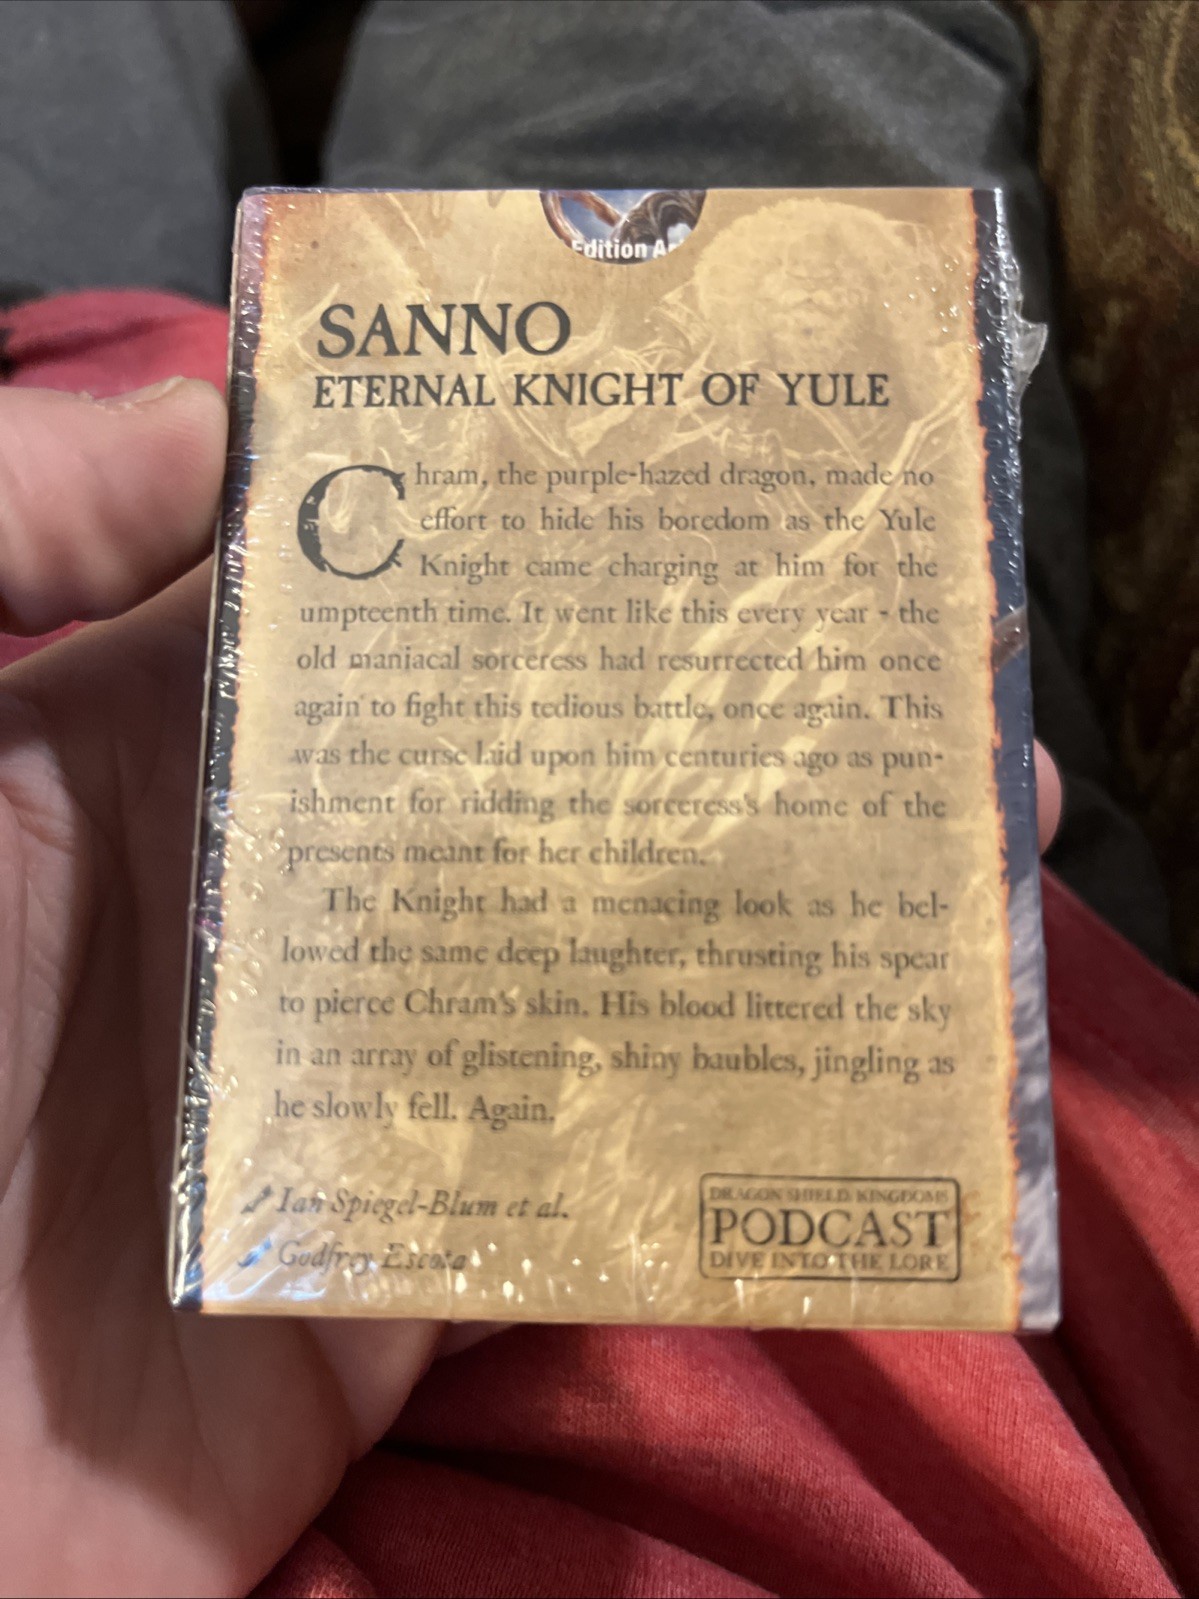 Edition Ar
SANNO
ETERNAL KNIGHT OF YULE
Chram, the purple-hazed dragon, made no
effort to hide his boredom as the Yule
Knight came charging at him for the
umpteenth time. It went like this every year - the
old maniacal sorceress had resurrected him once
again to fight this tedious battle, once again. This
was the curse laid upon him centuries ago as pun-
ishment for ridding the sorceress's home of the
presents meant for her children.
The Knight had a menacing look as he bel-
lowed the same deep laughter, thrusting his spear
to pierce Chram's skin. His blood littered the sky
in an array of glistening, shiny baubles, jingling as
he slowly fell. Again.
Ian Spiegel-Blum et al.
Godfrey Escota
DRAGON SHIELD KINGDOMS
PODCAST
DIVE INTO THE LORE